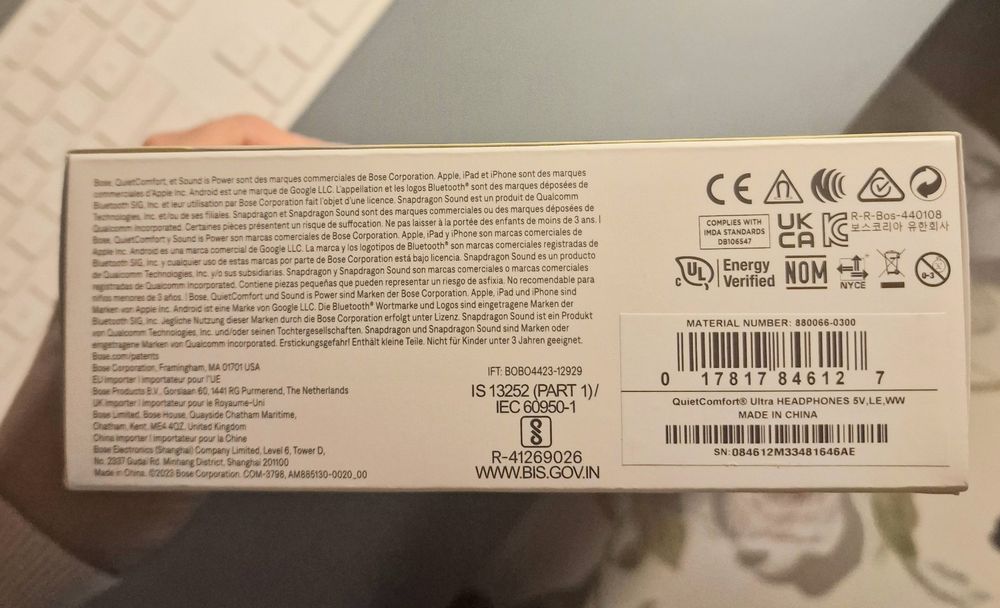 Bose, QuietComfort, et Sound is Power sont des marques commerciales de Bose Corporation. Apple, iPad et iPhone sont des marques
commerciales d'Apple Inc. Android est une marque de Google LLC. L'appellation et les logos Bluetooth® sont des marques déposées de
Bluetooth SIG, Inc. et leur utilisation par Bose Corporation fait l'objet d'une licence. Snapdragon Sound est un produit de Qualcomm
Technologies, Inc. et/ou de ses filiales. Snapdragon et Snapdragon Sound sont des marques commerciales ou des marques déposées de
Qualcomm Incorporated. Certaines pièces présentent un risque de suffocation. Ne pas laisser à la portée des enfants de moins de 3 ans. |
Bose, QuietComfort y Sound is Power son marcas comerciales de Bose Corporation. Apple, iPad y iPhone son marcas comerciales de
Apple Inc. Android es una marca comercial de Google LLC. La marca y los logotipos de Bluetooth® son marcas comerciales registradas de
Bluetooth SIG, Inc. y cualquier uso de estas marcas por parte de Bose Corporation está bajo licencia. Snapdragon Sound es un producto
de Qualcomm Technologies, Inc. y/o sus subsidiarias. Snapdragon y Snapdragon Sound son marcas comerciales o marcas comerciales
registradas de Qualcomm Incorporated. Contiene piezas pequeñas que pueden representar un riesgo de asfixia. No recomendable para
niños menores de 3 años. | Bose, QuietComfort und Sound is Power sind Marken der Bose Corporation. Apple, iPad und iPhone sind
Marken von Apple Inc. Android ist eine Marke von Google LLC. Die Bluetooth® Wortmarke und Logos sind eingetragene Marken der
Bluetooth SIG, Inc. Jegliche Nutzung dieser Marken durch die Bose Corporation erfolgt unter Lizenz. Snapdragon Sound ist ein Produkt
von Qualcomm Technologies, Inc. und/oder seinen Tochtergesellschaften. Snapdragon und Snapdragon Sound sind Marken oder
eingetragene Marken von Qualcomm Incorporated. Erstickungsgefahr! Enthält kleine Teile. Nicht für Kinder unter 3 Jahren geeignet.
Bose.com/patents
Bose Corporation, Framingham, MA 01701 USA
EU importer | Importateur pour l'UE
Bose Products B.V., Gorslaan 60, 1441 RG Purmerend, The Netherlands
UK Importer | Importateur pour le Royaume-Uni
Bose Limited, Bose House, Quayside Chatham Maritime,
Chatham, Kent, ME4 4QZ, United Kingdom
China Importer | Importateur pour la Chine
Bose Electronics (Shanghai) Company Limited, Level 6, Tower D,
No. 2337 Gudai Rd. Minhang District, Shanghai 201100
Made in China. ©2023 Bose Corporation. COM-3798, AM885130-0020_00
IFT: BOBO4423-12929
IS 13252 (PART 1)/
IEC 60950-1
R-41269026
WWW.BIS.GOV.IN
CE
COMPLIES WITH
IMDA STANDARDS
DB106547
UK
CA
R-R-Bos-440108
보스코리아 유한회사
c UL Energy
Verified
NOM
NYCE
0-3
MATERIAL NUMBER: 880066-0300
0 17817 84612 7
QuietComfort® Ultra HEADPHONES 5V,LE,WW
MADE IN CHINA
SN:084612M33481646AE